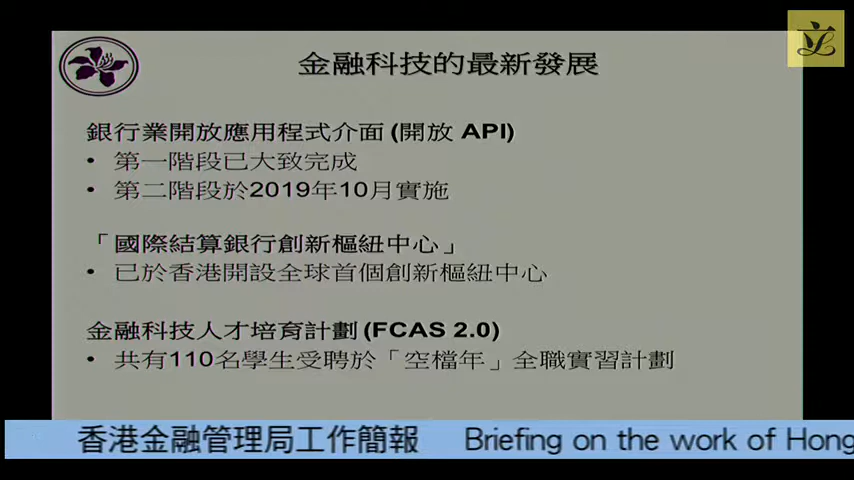 金融科技的最新發展
銀行業開放應用程式介面 (開放 API)
• 第一階段已大致完成
• 第二階段於2019年10月實施
「國際結算銀行創新樞紐中心」
• 已於香港開設全球首個創新樞紐中心
金融科技人才培育計劃 (FCAS 2.0)
• 共有110名學生受聘於「空檔年」全職實習計劃
香港金融管理局工作簡報 Briefing on the work of Hong